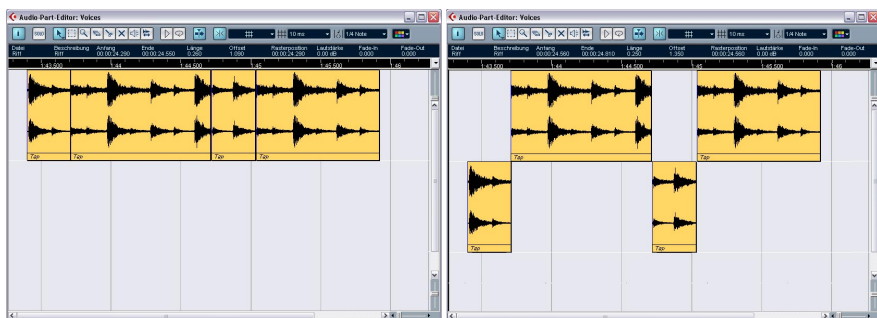 Audio-Part-Editor: Voices
SOLO
10 ms
1/4 Note
Datei Beschreibung Anfang Ende Länge Offset Rasterposition Lautstärke Fade-In Fade-Out
Riff Riff 00:00:24.290 00:00:24.550 0.260 1.090 00:00:24.290 0.00 dB 0.000 0.000
1:43.500 1:44 1:44.500 1:45 1:45.500 1:46
Tap Tap Tap Tap
Audio-Part-Editor: Voices
SOLO
10 ms
1/4 Note
Datei Beschreibung Anfang Ende Länge Offset Rasterposition Lautstärke Fade-In Fade-Out
Riff Riff 00:00:24.560 00:00:24.810 0.250 1.350 00:00:24.560 0.00 dB 0.000 0.000
1:43.500 1:44 1:44.500 1:45 1:45.500 1:46
Tap Tap
Tap Tap